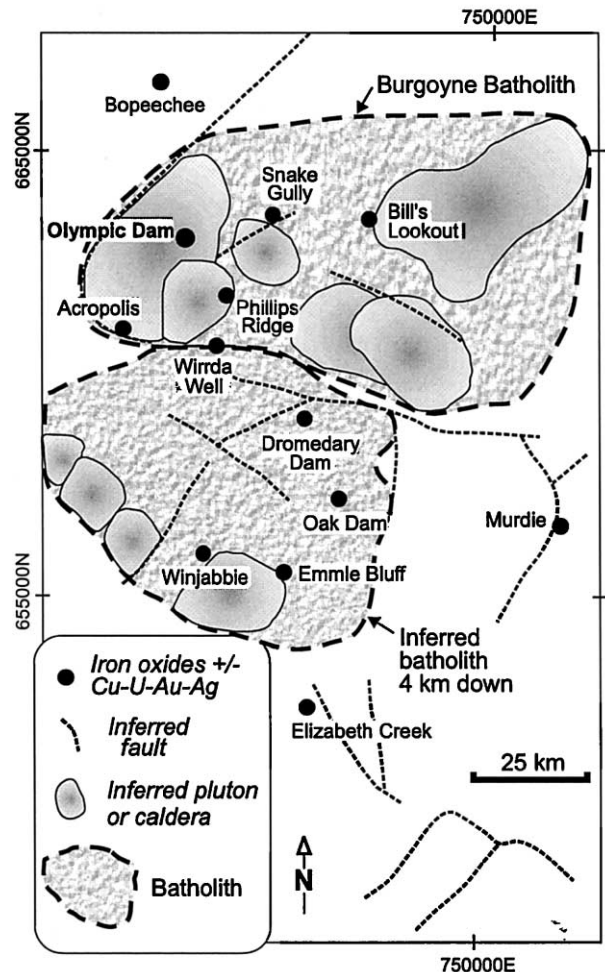 750000E
Burgoyne Batholith
Bopeechee
665000N
Snake
Gully
Bill's
Lookout
Olympic Dam
Acropolis
Phillips
Ridge
Wirrda
Well
Dromedary
Dam
Oak Dam
Murdie
Winjabbie
Emmie Bluff
655000N
Inferred
batholith
4 km down
Iron oxides +/-
Cu-U-Au-Ag
Inferred
fault
Inferred pluton
or caldera
Batholith
Elizabeth Creek
25 km
N
750000E